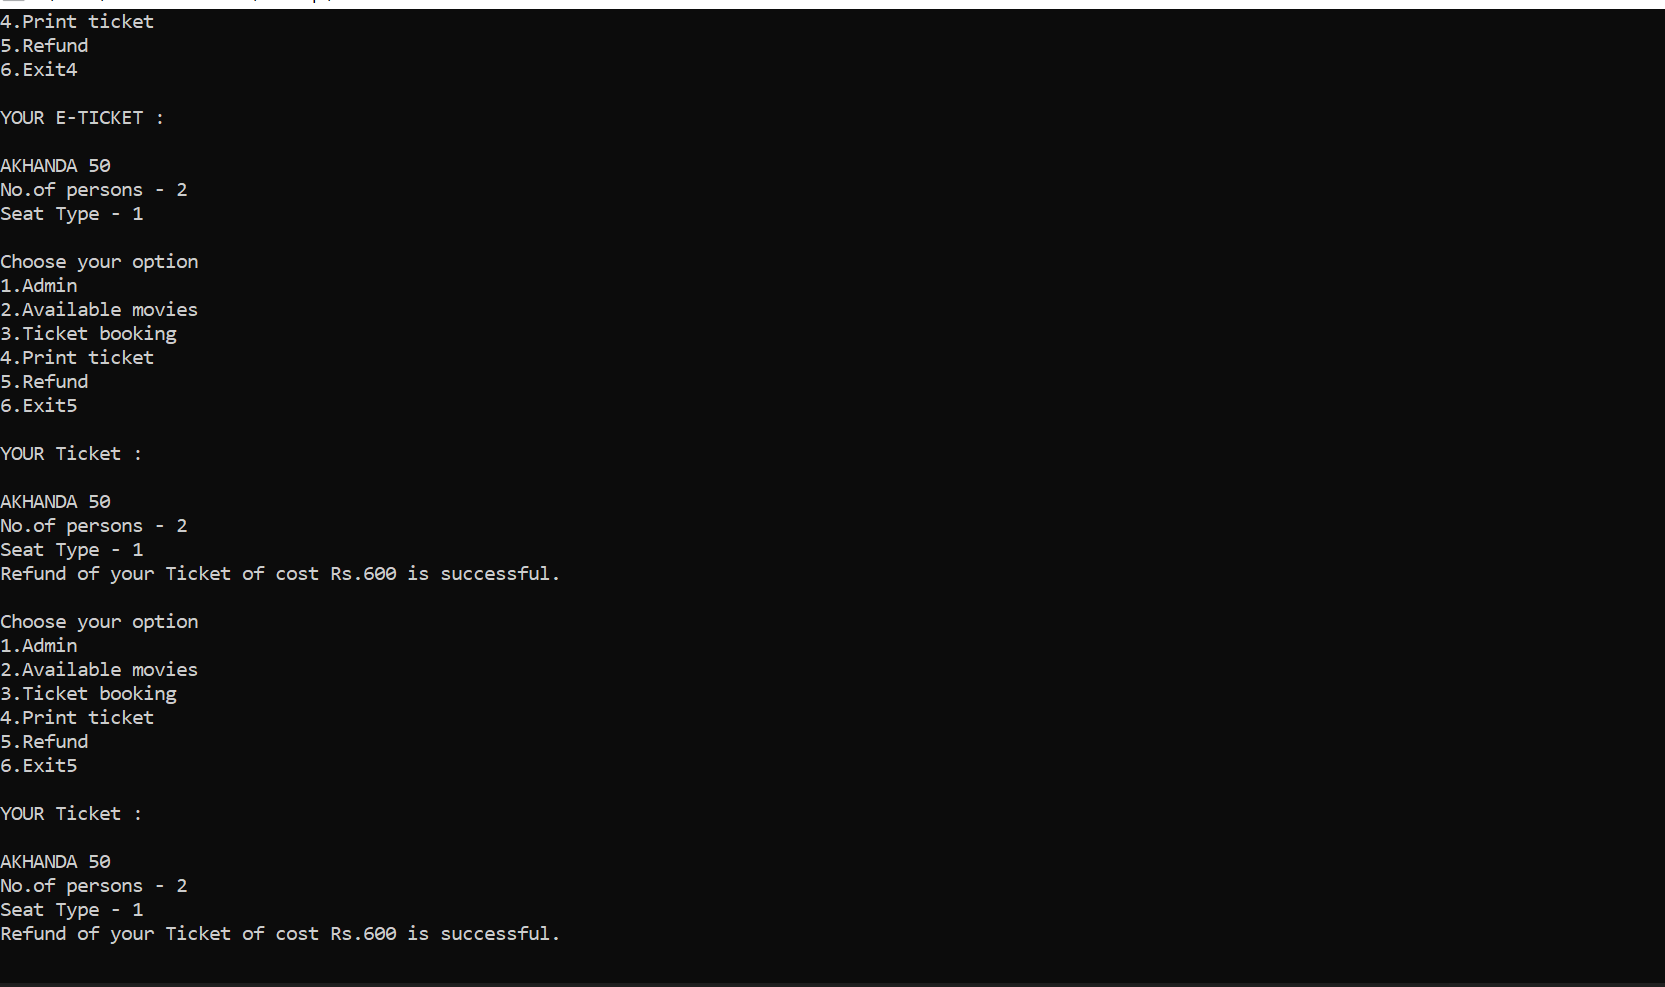 4.Print ticket
5.Refund
6.Exit4
YOUR E-TICKET :
AKHANDA 50
No.of persons - 2
Seat Type - 1
Choose your option
1.Admin
2.Available movies
3.Ticket booking
4.Print ticket
5.Refund
6.Exit5
YOUR Ticket :
AKHANDA 50
No.of persons - 2
Seat Type - 1
Refund of your Ticket of cost Rs.600 is successful.
Choose your option
1.Admin
2.Available movies
3.Ticket booking
4.Print ticket
5.Refund
6.Exit5
YOUR Ticket :
AKHANDA 50
No.of persons - 2
Seat Type - 1
Refund of your Ticket of cost Rs.600 is successful.